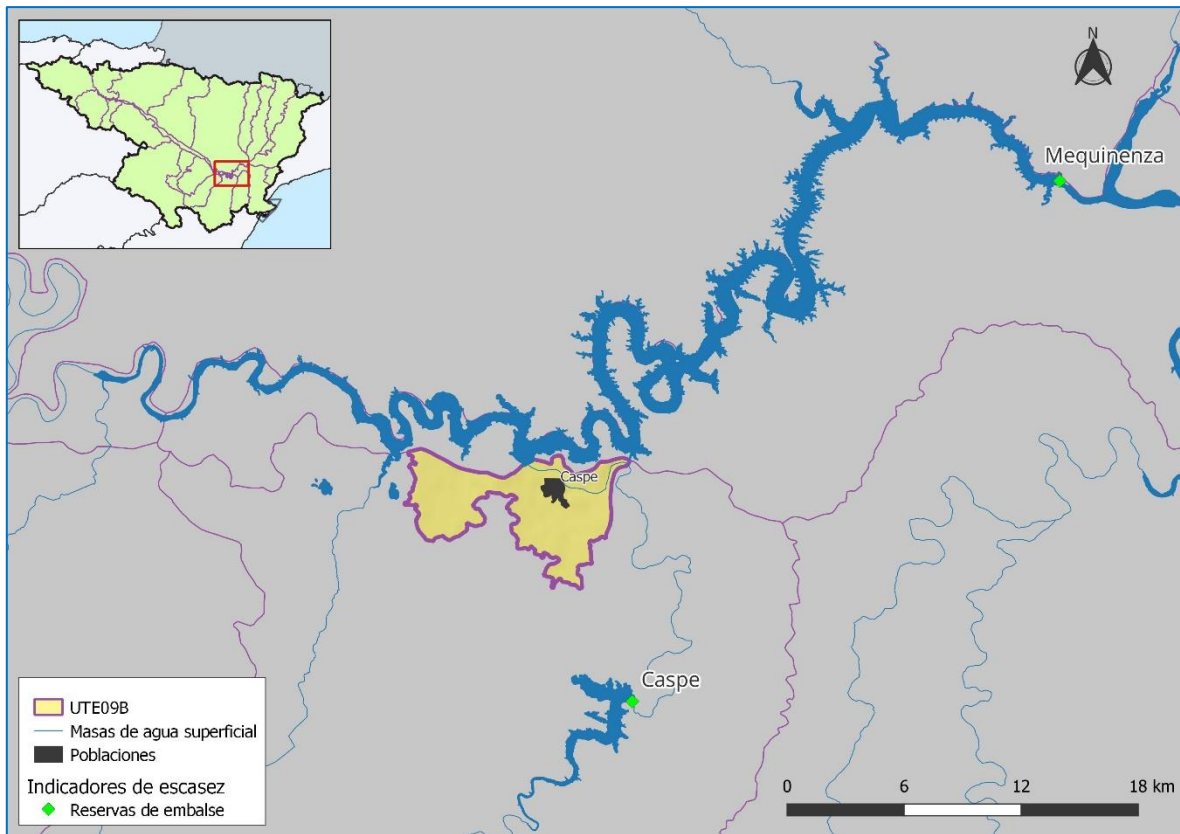 N
Mequinenza
Caspe
Caspe
UTE09B
Masas de agua superficial
Poblaciones
Indicadores de escasez
Reservas de embalse
0 6 12 18 km